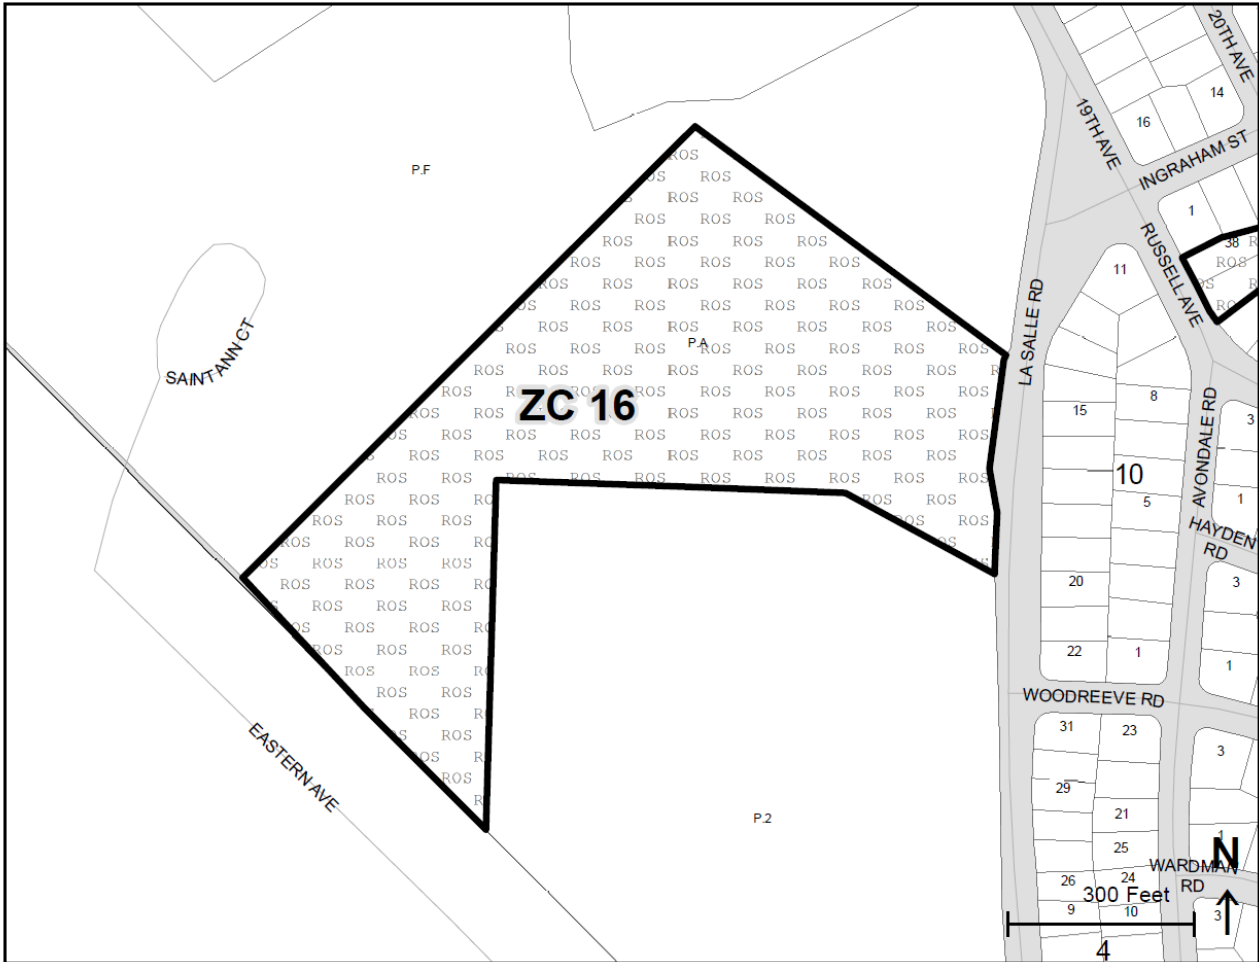 20TH AVE
14
16
19TH AVE
INGRAHAM ST
P.F
ROS
1
RUSSELL AVE
38
ROS
11
SAINT ANN CT
LA SALLE RD
P.A
ZC 16
15
8
AVONDALE RD
3
10
5
1
HAYDEN
RD
20
3
22
1
1
WOODREEVE RD
EASTERN AVE
31
23
3
29
21
P.2
1
25
N
WARDMAN
RD
26
24
300 Feet
9
10
3
4